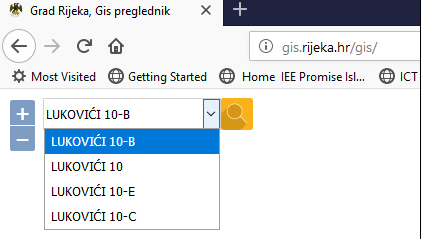 Grad Rijeka, Gis preglednik
gis.rijeka.hr/gis/
Most Visited Getting Started Home IEE Promise Isl... ICT
+ LUKOVIĆI 10-B
–
LUKOVIĆI 10-B
LUKOVIĆI 10
LUKOVIĆI 10-E
LUKOVIĆI 10-C